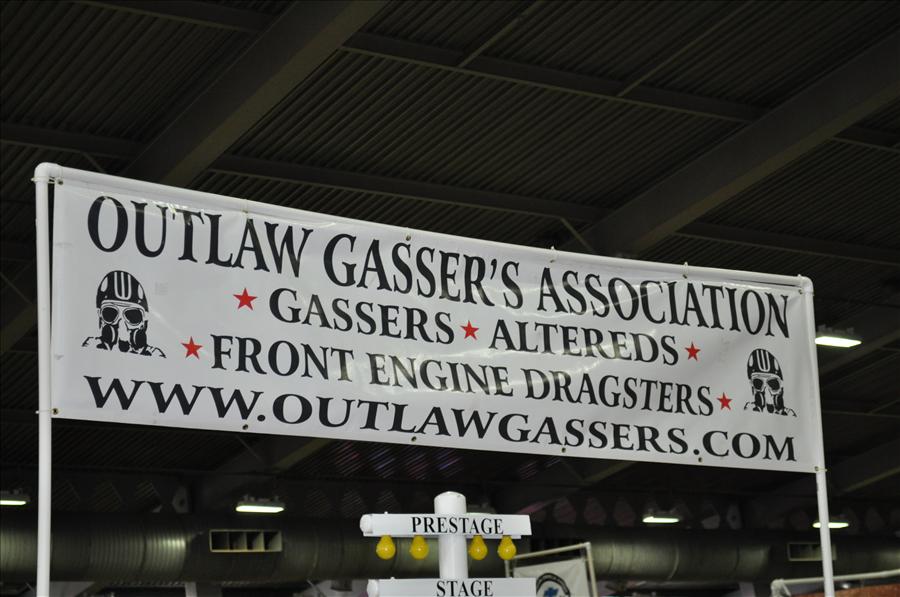 OUTLAW GASSER'S ASSOCIATION
★ GASSERS ★ ALTEREDS ★
★ FRONT ENGINE DRAGSTERS ★
WWW.OUTLAWGASSERS.COM
PRESTAGE
STAGE